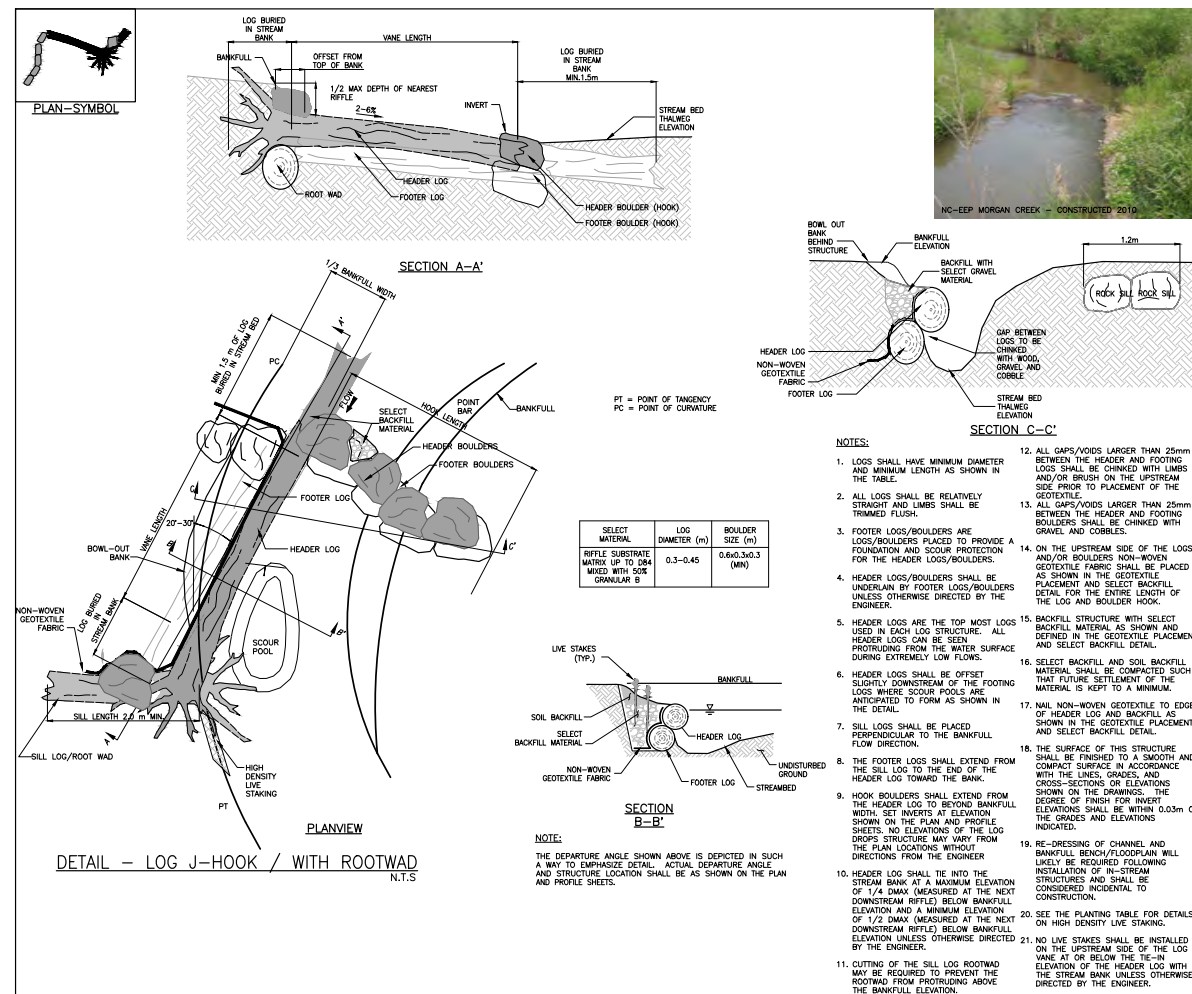 PLAN-SYMBOL
LOG BURIED
IN STREAM
BANK
VANE LENGTH
BANKFULL
OFFSET FROM
TOP OF BANK
1/2 MAX DEPTH OF NEAREST
RIFFLE
2-6%
LOG BURIED
IN STREAM
BANK
MIN.1.5m
INVERT
STREAM BED
THALWEG
ELEVATION
ROOT WAD
HEADER LOG
FOOTER LOG
HEADER BOULDER (HOOK)
FOOTER BOULDER (HOOK)
SECTION A-A'
NC-EEP MORGAN CREEK - CONSTRUCTED 2010
BOWL OUT
BANK
BEHIND
STRUCTURE
BANKFULL
ELEVATION
BACKFILL WITH
SELECT GRAVEL
MATERIAL
1.2m
ROCK SILL
ROCK SILL
HEADER LOG
NON-WOVEN
GEOTEXTILE
FABRIC
FOOTER LOG
GAP BETWEEN
LOGS TO BE
CHINKED
WITH WOOD,
GRAVEL AND
COBBLE
STREAM BED
THALWEG
ELEVATION
SECTION C-C'
1/3 BANKFULL WIDTH
A'
MIN 1.5 m OF LOG
BURIED IN STREAM BED
PC
FLOW
HOOK LENGTH
SELECT
BACKFILL
MATERIAL
POINT
BAR
BANKFULL
HEADER BOULDERS
FOOTER BOULDERS
C
FOOTER LOG
VANE LENGTH
20°-30°
B
HEADER LOG
C'
BOWL-OUT
BANK
NON-WOVEN
GEOTEXTILE
FABRIC
LOG BURIED
IN
STREAM BANK
B'
SCOUR
POOL
SILL LENGTH 2.0 m MIN.
A
SILL LOG/ROOT WAD
HIGH
DENSITY
LIVE
STAKING
PT
PLANVIEW
DETAIL - LOG J-HOOK / WITH ROOTWAD
N.T.S
PT = POINT OF TANGENCY
PC = POINT OF CURVATURE
SELECT
MATERIAL
LOG
DIAMETER (m)
BOULDER
SIZE (m)
RIFFLE SUBSTRATE
MATRIX UP TO D84
MIXED WITH 50%
GRANULAR B
0.3-0.45
0.6x0.3x0.3
(MIN)
LIVE STAKES
(TYP.)
BANKFULL
SOIL BACKFILL
SELECT
BACKFILL MATERIAL
HEADER LOG
NON-WOVEN
GEOTEXTILE FABRIC
FOOTER LOG
STREAMBED
UNDISTURBED
GROUND
SECTION
B-B'
NOTE:
THE DEPARTURE ANGLE SHOWN ABOVE IS DEPICTED IN SUCH
A WAY TO EMPHASIZE DETAIL. ACTUAL DEPARTURE ANGLE
AND STRUCTURE LOCATION SHALL BE AS SHOWN ON THE PLAN
AND PROFILE SHEETS.
NOTES:
1. LOGS SHALL HAVE MINIMUM DIAMETER
AND MINIMUM LENGTH AS SHOWN IN
THE TABLE.
2. ALL LOGS SHALL BE RELATIVELY
STRAIGHT AND LIMBS SHALL BE
TRIMMED FLUSH.
3. FOOTER LOGS/BOULDERS ARE
LOGS/BOULDERS PLACED TO PROVIDE A
FOUNDATION AND SCOUR PROTECTION
FOR THE HEADER LOGS/BOULDERS.
4. HEADER LOGS/BOULDERS SHALL BE
UNDERLAIN BY FOOTER LOGS/BOULDERS
UNLESS OTHERWISE DIRECTED BY THE
ENGINEER.
5. HEADER LOGS ARE THE TOP MOST LOGS
USED IN EACH LOG STRUCTURE. ALL
HEADER LOGS CAN BE SEEN
PROTRUDING FROM THE WATER SURFACE
DURING EXTREMELY LOW FLOWS.
6. HEADER LOGS SHALL BE OFFSET
SLIGHTLY DOWNSTREAM OF THE FOOTING
LOGS WHERE SCOUR POOLS ARE
ANTICIPATED TO FORM AS SHOWN IN
THE DETAIL.
7. SILL LOGS SHALL BE PLACED
PERPENDICULAR TO THE BANKFULL
FLOW DIRECTION.
8. THE FOOTER LOGS SHALL EXTEND FROM
THE SILL LOG TO THE END OF THE
HEADER LOG TOWARD THE BANK.
9. HOOK BOULDERS SHALL EXTEND FROM
THE HEADER LOG TO BEYOND BANKFULL
WIDTH. SET INVERTS AT ELEVATION
SHOWN ON THE PLAN AND PROFILE
SHEETS. NO ELEVATIONS OF THE LOG
DROPS STRUCTURE MAY VARY FROM
THE PLAN LOCATIONS WITHOUT
DIRECTIONS FROM THE ENGINEER
10. HEADER LOG SHALL TIE INTO THE
STREAM BANK AT A MAXIMUM ELEVATION
OF 1/4 DMAX (MEASURED AT THE NEXT
DOWNSTREAM RIFFLE) BELOW BANKFULL
ELEVATION AND A MINIMUM ELEVATION
OF 1/2 DMAX (MEASURED AT THE NEXT
DOWNSTREAM RIFFLE) BELOW BANKFULL
ELEVATION UNLESS OTHERWISE DIRECTED
BY THE ENGINEER.
11. CUTTING OF THE SILL LOG ROOTWAD
MAY BE REQUIRED TO PREVENT THE
ROOTWAD FROM PROTRUDING ABOVE
THE BANKFULL ELEVATION.
12. ALL GAPS/VOIDS LARGER THAN 25mm
BETWEEN THE HEADER AND FOOTING
LOGS SHALL BE CHINKED WITH LIMBS
AND/OR BRUSH ON THE UPSTREAM
SIDE PRIOR TO PLACEMENT OF THE
GEOTEXTILE.
13. ALL GAPS/VOIDS LARGER THAN 25mm
BETWEEN THE HEADER AND FOOTING
BOULDERS SHALL BE CHINKED WITH
GRAVEL AND COBBLES.
14. ON THE UPSTREAM SIDE OF THE LOGS
AND/OR BOULDERS NON-WOVEN
GEOTEXTILE FABRIC SHALL BE PLACED
AS SHOWN IN THE GEOTEXTILE
PLACEMENT AND SELECT BACKFILL
DETAIL FOR THE ENTIRE LENGTH OF
THE LOG AND BOULDER HOOK.
15. BACKFILL STRUCTURE WITH SELECT
BACKFILL MATERIAL AS SHOWN AND
DEFINED IN THE GEOTEXTILE PLACEMEN
AND SELECT BACKFILL DETAIL.
16. SELECT BACKFILL AND SOIL BACKFILL
MATERIAL SHALL BE COMPACTED SUCH
THAT FUTURE SETTLEMENT OF THE
MATERIAL IS KEPT TO A MINIMUM.
17. NAIL NON-WOVEN GEOTEXTILE TO EDGE
OF HEADER LOG AND BACKFILL AS
SHOWN IN THE GEOTEXTILE PLACEMENT
AND SELECT BACKFILL DETAIL.
18. THE SURFACE OF THIS STRUCTURE
SHALL BE FINISHED TO A SMOOTH AND
COMPACT SURFACE IN ACCORDANCE
WITH THE LINES, GRADES, AND
CROSS-SECTIONS OR ELEVATIONS
SHOWN ON THE DRAWINGS. THE
DEGREE OF FINISH FOR INVERT
ELEVATIONS SHALL BE WITHIN 0.03m O
THE GRADES AND ELEVATIONS
INDICATED.
19. RE-DRESSING OF CHANNEL AND
BANKFULL BENCH/FLOODPLAIN WILL
LIKELY BE REQUIRED FOLLOWING
INSTALLATION OF IN-STREAM
STRUCTURES AND SHALL BE
CONSIDERED INCIDENTAL TO
CONSTRUCTION.
20. SEE THE PLANTING TABLE FOR DETAILS
ON HIGH DENSITY LIVE STAKING.
21. NO LIVE STAKES SHALL BE INSTALLED
ON THE UPSTREAM SIDE OF THE LOG
VANE AT OR BELOW THE TIE-IN
ELEVATION OF THE HEADER LOG WITH
THE STREAM BANK UNLESS OTHERWISE
DIRECTED BY THE ENGINEER.